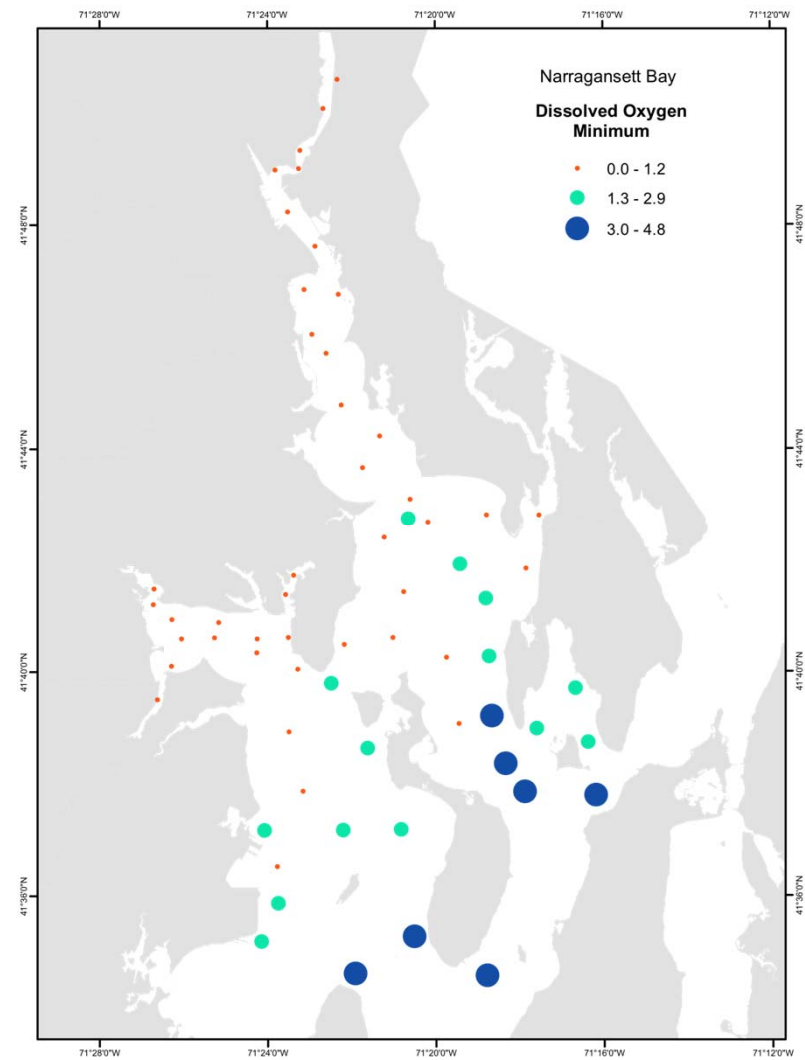 71°28'0"W 71°24'0"W 71°20'0"W 71°16'0"W 71°12'0"W
Narragansett Bay
Dissolved Oxygen
Minimum
0.0 - 1.2
1.3 - 2.9
3.0 - 4.8
41°48'0"N 41°48'0"N
41°44'0"N 41°44'0"N
41°40'0"N 41°40'0"N
41°36'0"N 41°36'0"N
71°28'0"W 71°24'0"W 71°20'0"W 71°16'0"W 71°12'0"W